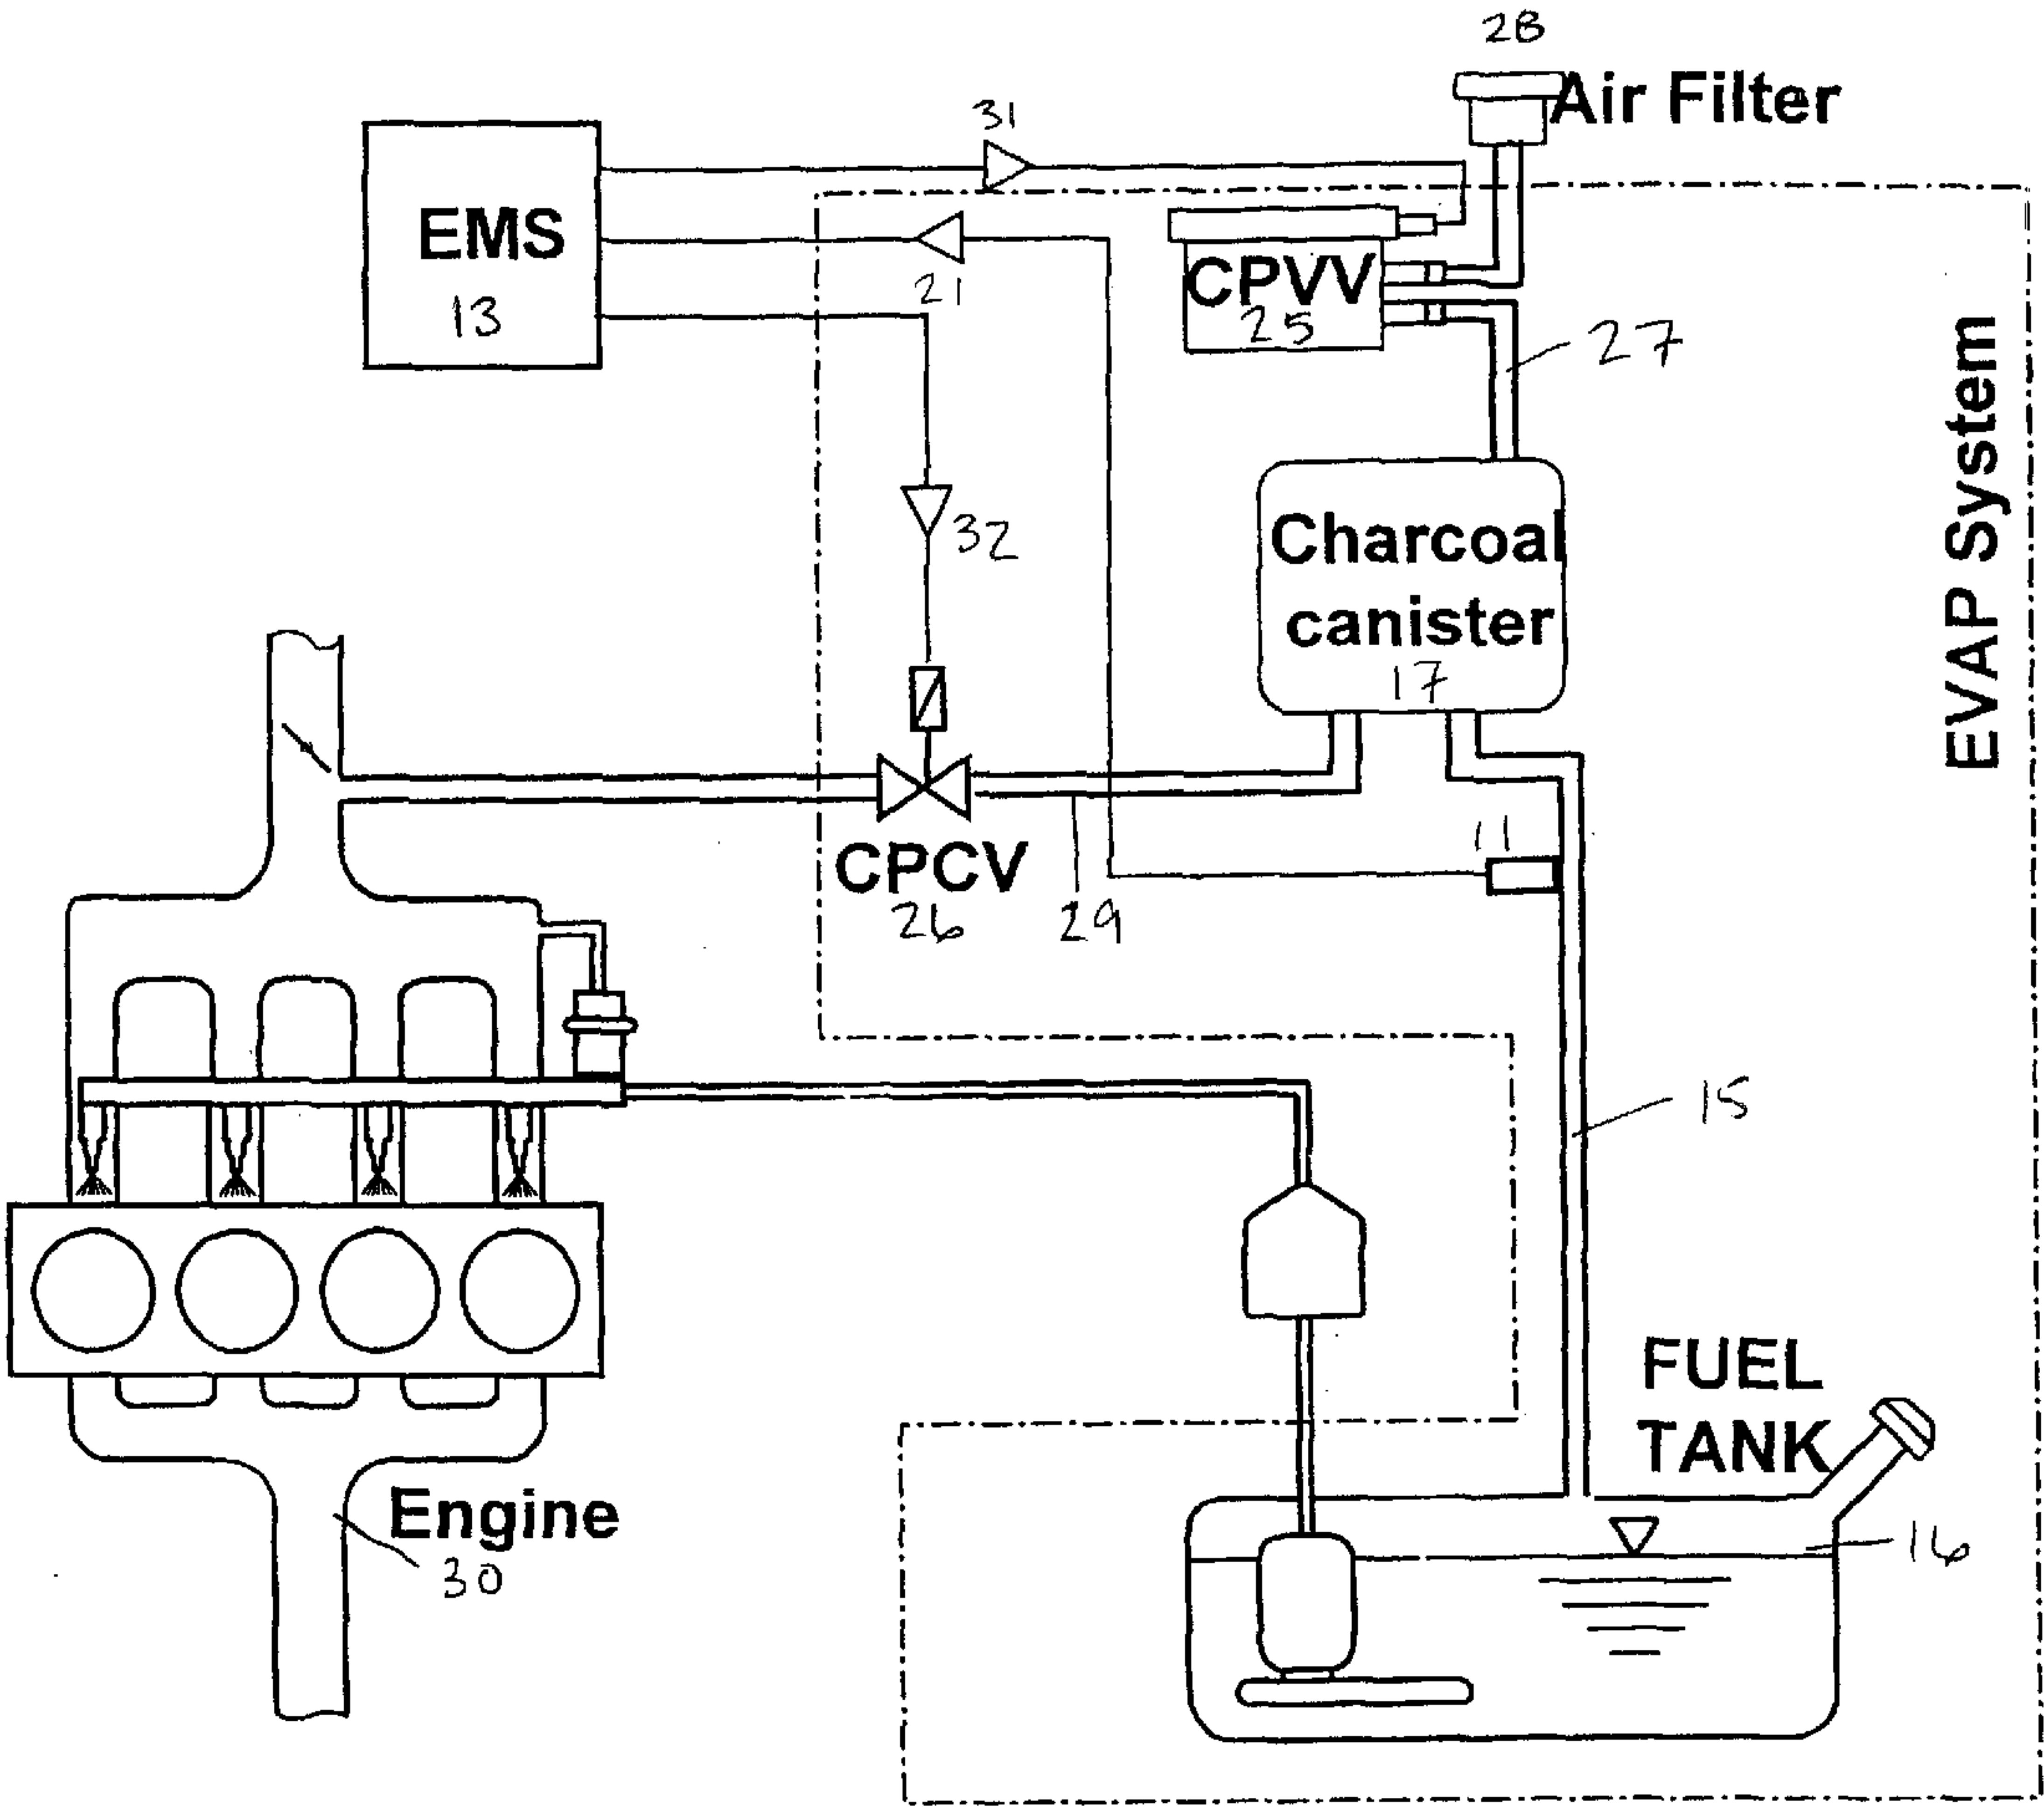 28
Air Filter
31
EMS
13
21
CPVV
25
27
EVAP System
32
Charcoal
canister
17
11
CPCV
26
29
15
FUEL
TANK
16
Engine
30